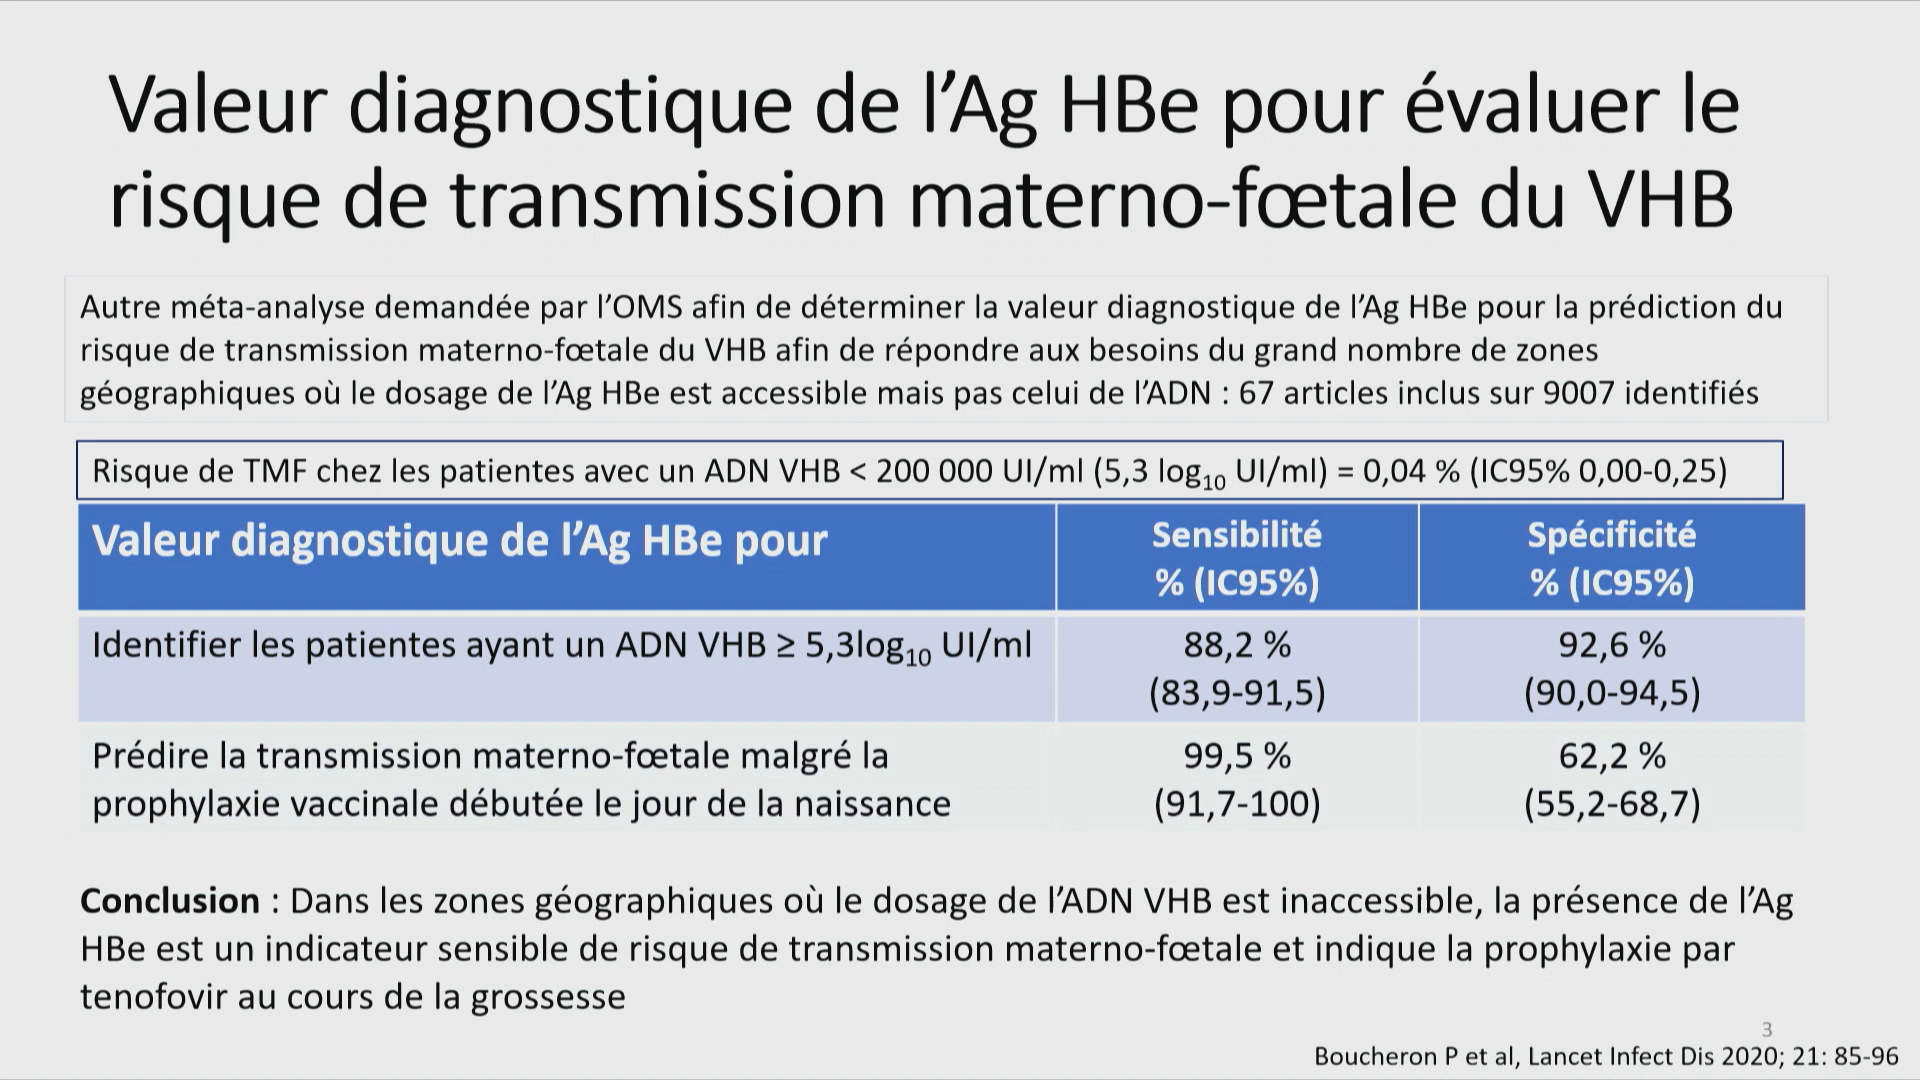 Valeur diagnostique de l’Ag HBe pour évaluer le
risque de transmission materno-fœtale du VHB
Autre méta-analyse demandée par l’OMS afin de déterminer la valeur diagnostique de l’Ag HBe pour la prédiction du
risque de transmission materno-fœtale du VHB afin de répondre aux besoins du grand nombre de zones
géographiques où le dosage de l’Ag HBe est accessible mais pas celui de l’ADN : 67 articles inclus sur 9007 identifiés
Risque de TMF chez les patientes avec un ADN VHB < 200 000 UI/ml (5,3 log₁₀ UI/ml) = 0,04 % (IC95% 0,00-0,25)
Valeur diagnostique de l’Ag HBe pour
Sensibilité
% (IC95%)
Spécificité
% (IC95%)
Identifier les patientes ayant un ADN VHB ≥ 5,3log₁₀ UI/ml
88,2 %
(83,9-91,5)
92,6 %
(90,0-94,5)
Prédire la transmission materno-fœtale malgré la
prophylaxie vaccinale débutée le jour de la naissance
99,5 %
(91,7-100)
62,2 %
(55,2-68,7)
Conclusion : Dans les zones géographiques où le dosage de l’ADN VHB est inaccessible, la présence de l’Ag
HBe est un indicateur sensible de risque de transmission materno-fœtale et indique la prophylaxie par
tenofovir au cours de la grossesse
3
Boucheron P et al, Lancet Infect Dis 2020; 21: 85-96